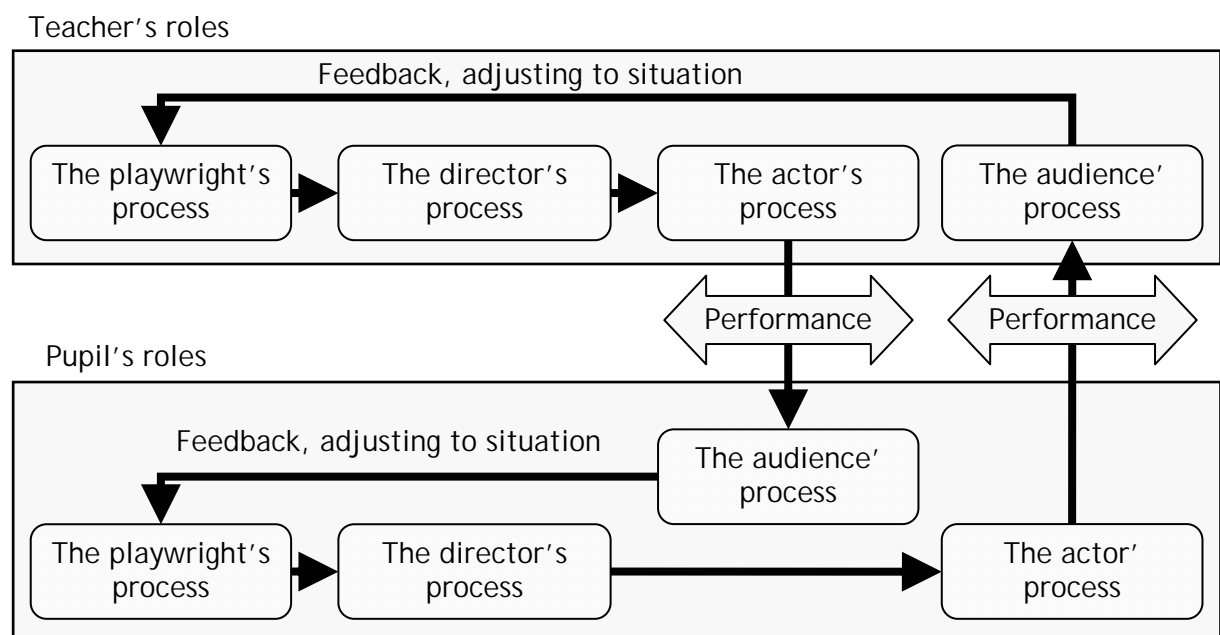 Teacher’s roles
Feedback, adjusting to situation
The playwright’s
process
The director’s
process
The actor’s
process
The audience’
process
Performance
Performance
Pupil’s roles
Feedback, adjusting to situation
The audience’
process
The playwright’s
process
The director’s
process
The actor’
process